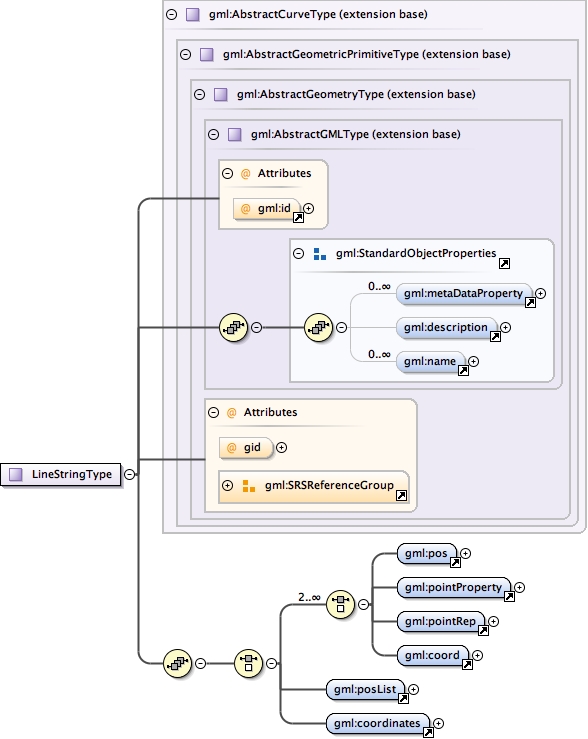 gml:AbstractCurveType (extension base)
gml:AbstractGeometricPrimitiveType (extension base)
gml:AbstractGeometryType (extension base)
gml:AbstractGMLType (extension base)
@ Attributes
@ gml:id
gml:StandardObjectProperties
0..∞
gml:metaDataProperty
gml:description
0..∞
gml:name
@ Attributes
@ gid
gml:SRSReferenceGroup
LineStringType
2..∞
gml:pos
gml:pointProperty
gml:pointRep
gml:coord
gml:posList
gml:coordinates